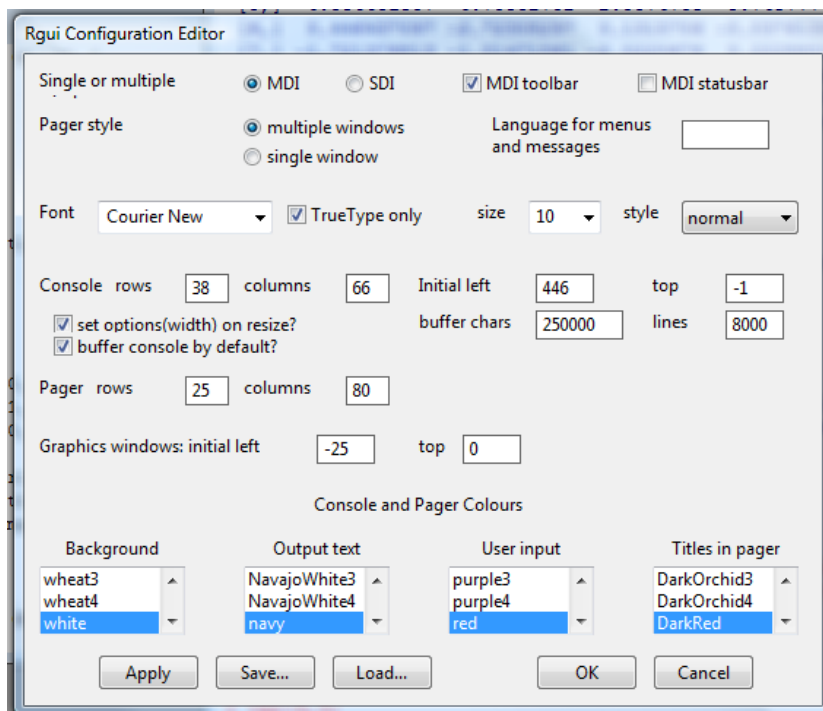 Rgui Configuration Editor
Single or multiple MDI SDI MDI toolbar MDI statusbar
Pager style multiple windows Language for menus
single window and messages
Font Courier New TrueType only size 10 style normal
Console rows 38 columns 66 Initial left 446 top -1
set options(width) on resize? buffer chars 250000 lines 8000
buffer console by default?
Pager rows 25 columns 80
Graphics windows: initial left -25 top 0
Console and Pager Colours
Background Output text User input Titles in pager
wheat3 NavajoWhite3 purple3 DarkOrchid3
wheat4 NavajoWhite4 purple4 DarkOrchid4
white navy red DarkRed
Apply Save... Load... OK Cancel